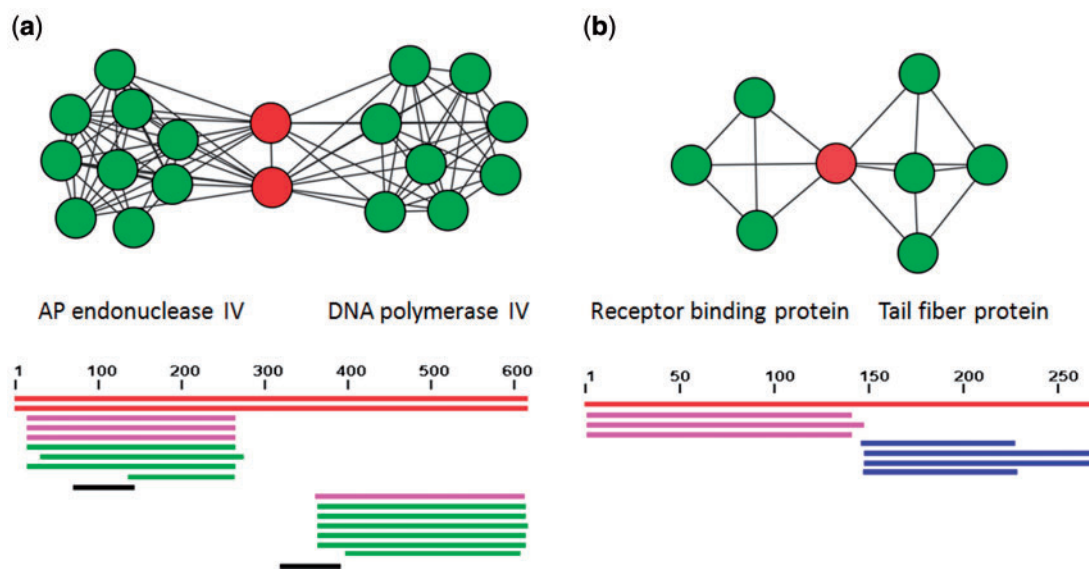 (a)
(b)
AP endonuclease IV
DNA polymerase IV
Receptor binding protein
Tail fiber protein
1 100 200 300 400 500 600
1 50 100 150 200 250